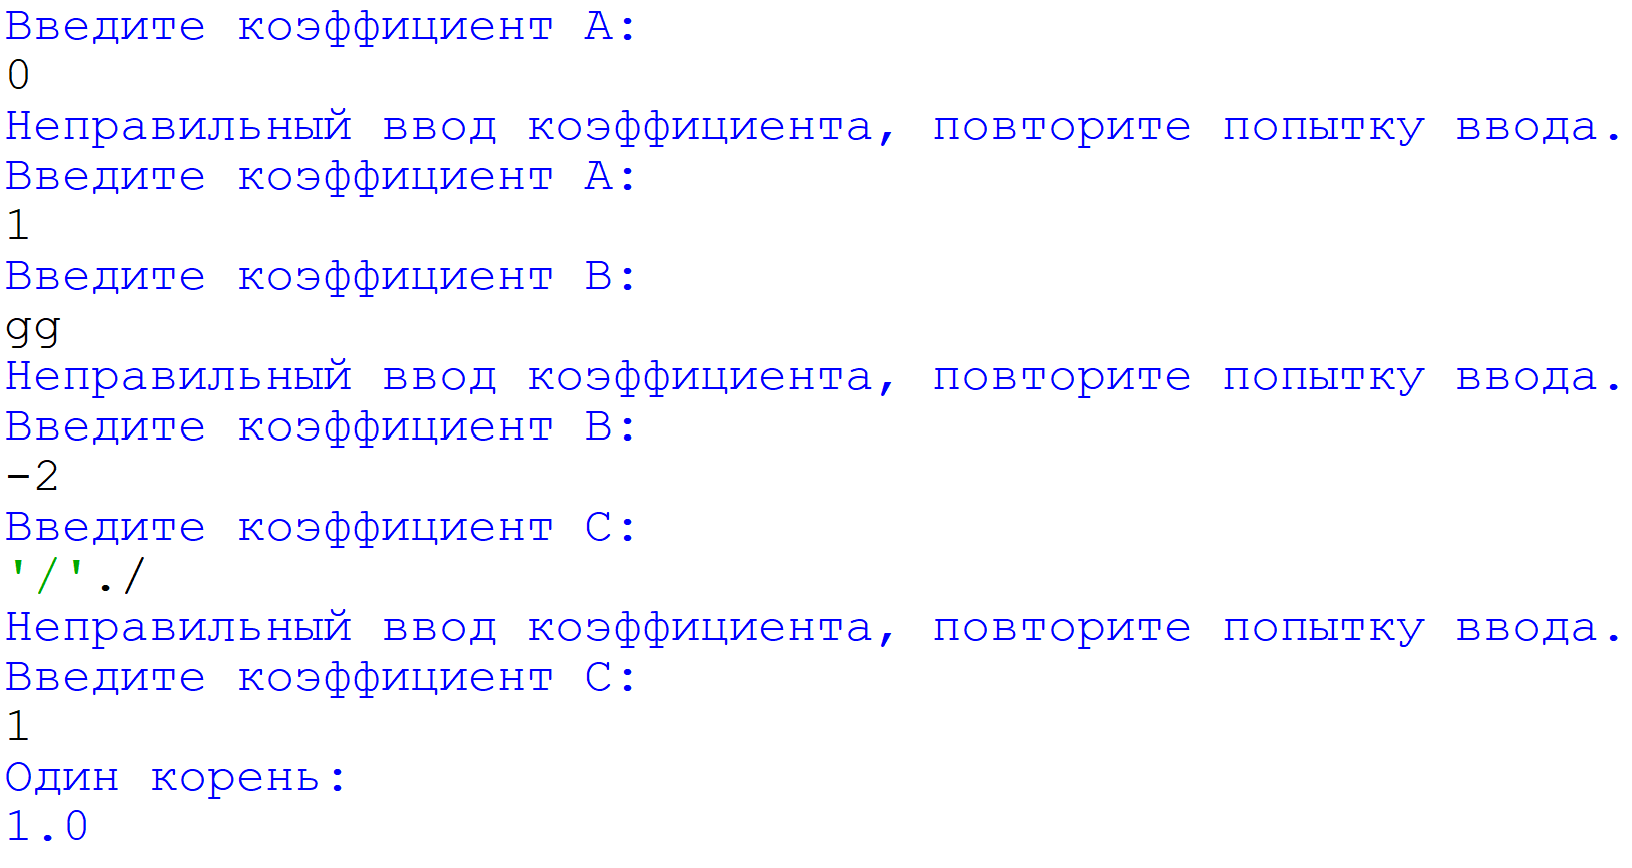 Введите коэффициент A:
0
Неправильный ввод коэффициента, повторите попытку ввода.
Введите коэффициент A:
1
Введите коэффициент B:
gg
Неправильный ввод коэффициента, повторите попытку ввода.
Введите коэффициент B:
-2
Введите коэффициент C:
'/'./
Неправильный ввод коэффициента, повторите попытку ввода.
Введите коэффициент C:
1
Один корень:
1.0